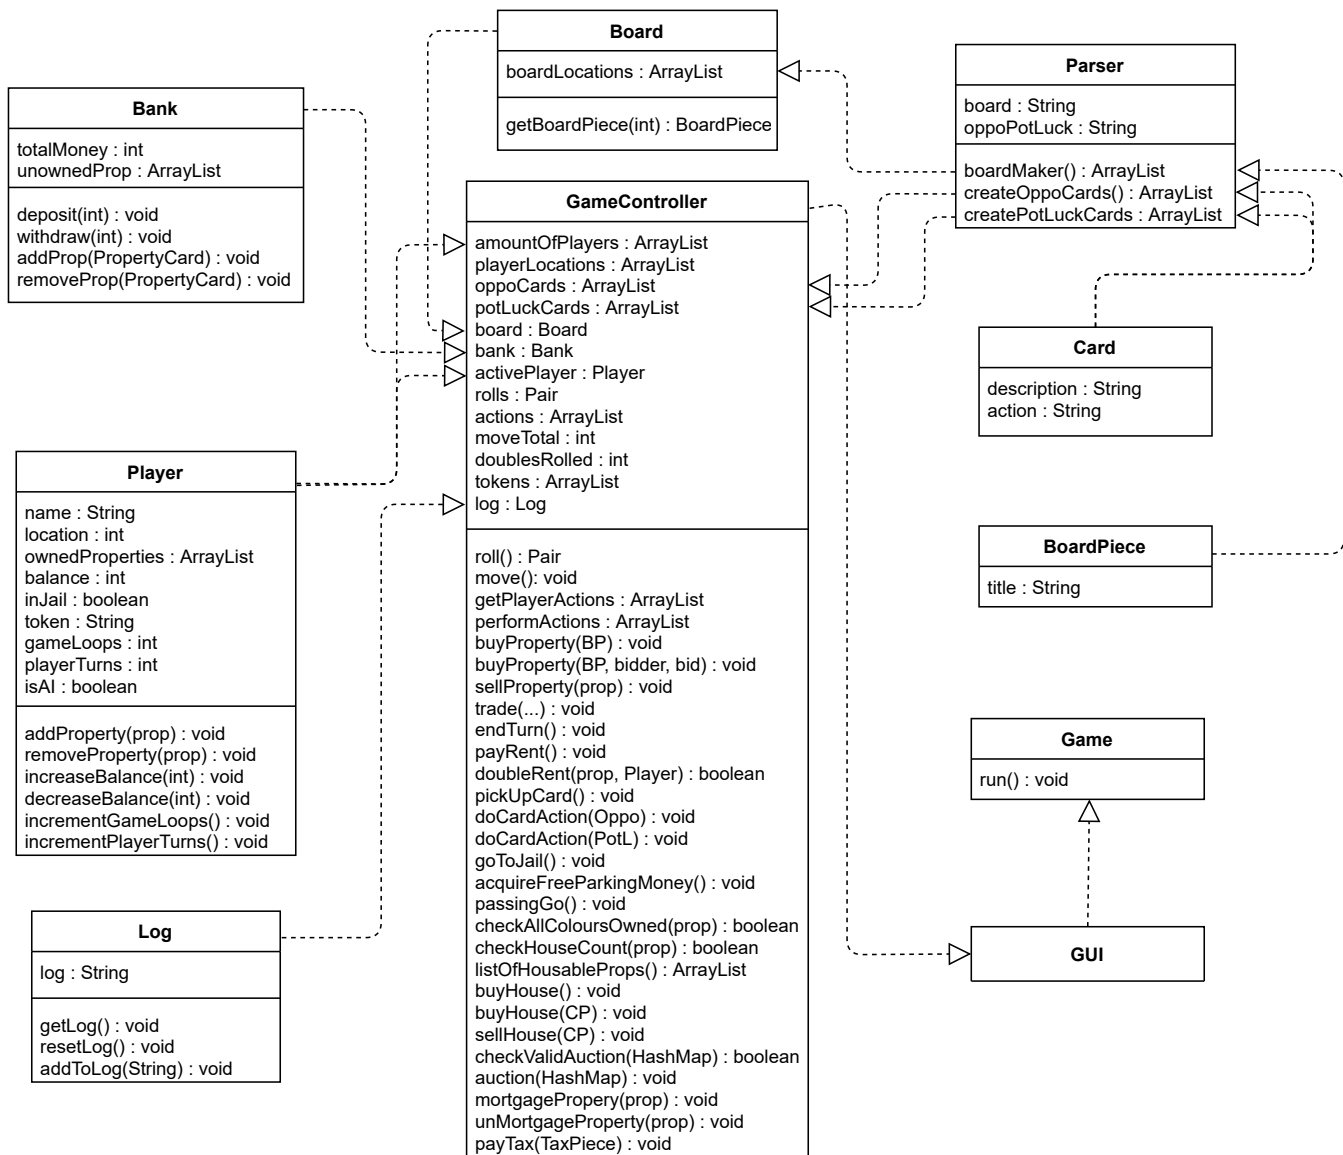 Board
boardLocations : ArrayList
getBoardPiece(int) : BoardPiece
Parser
board : String
oppoPotLuck : String
boardMaker() : ArrayList
createOppoCards() : ArrayList
createPotLuckCards : ArrayList
Bank
totalMoney : int
unownedProp : ArrayList
deposit(int) : void
withdraw(int) : void
addProp(PropertyCard) : void
removeProp(PropertyCard) : void
GameController
amountOfPlayers : ArrayList
playerLocations : ArrayList
oppoCards : ArrayList
potLuckCards : ArrayList
board : Board
bank : Bank
activePlayer : Player
rolls : Pair
actions : ArrayList
moveTotal : int
doublesRolled : int
tokens : ArrayList
log : Log
roll() : Pair
move(): void
getPlayerActions : ArrayList
performActions : ArrayList
buyProperty(BP) : void
buyProperty(BP, bidder, bid) : void
sellProperty(prop) : void
trade(...) : void
endTurn() : void
payRent() : void
doubleRent(prop, Player) : boolean
pickUpCard() : void
doCardAction(Oppo) : void
doCardAction(PotL) : void
goToJail() : void
acquireFreeParkingMoney() : void
passingGo() : void
checkAllColoursOwned(prop) : boolean
checkHouseCount(prop) : boolean
listOfHousableProps() : ArrayList
buyHouse() : void
buyHouse(CP) : void
sellHouse(CP) : void
checkValidAuction(HashMap) : boolean
auction(HashMap) : void
mortgagePropery(prop) : void
unMortgageProperty(prop) : void
payTax(TaxPiece) : void
Card
description : String
action : String
Player
name : String
location : int
ownedProperties : ArrayList
balance : int
inJail : boolean
token : String
gameLoops : int
playerTurns : int
isAI : boolean
addProperty(prop) : void
removeProperty(prop) : void
increaseBalance(int) : void
decreaseBalance(int) : void
incrementGameLoops() : void
incrementPlayerTurns() : void
BoardPiece
title : String
Game
run() : void
GUI
Log
log : String
getLog() : void
resetLog() : void
addToLog(String) : void